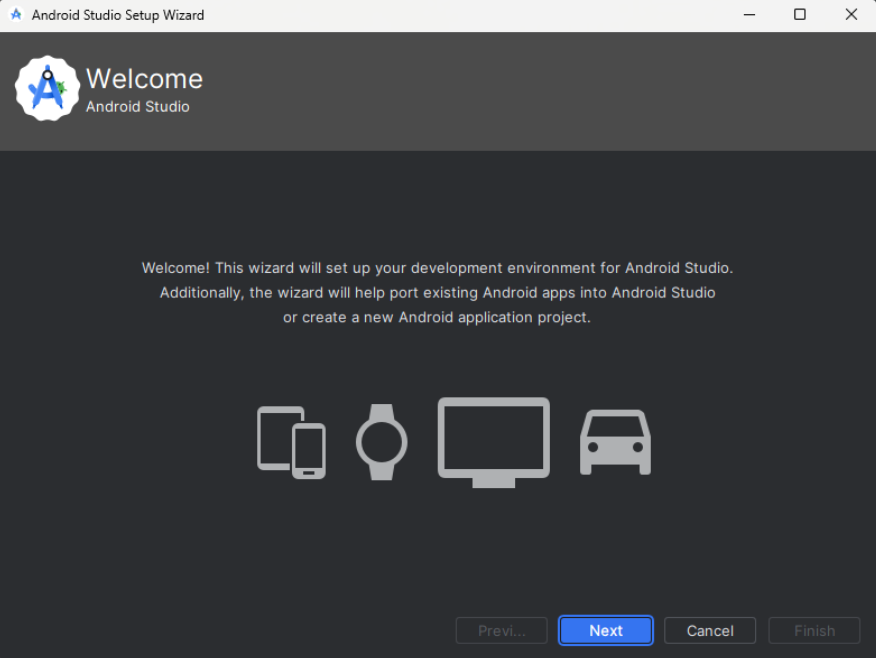 Android Studio Setup Wizard
Welcome
Android Studio
Welcome! This wizard will set up your development environment for Android Studio.
Additionally, the wizard will help port existing Android apps into Android Studio
or create a new Android application project.
Previ...
Next
Cancel
Finish